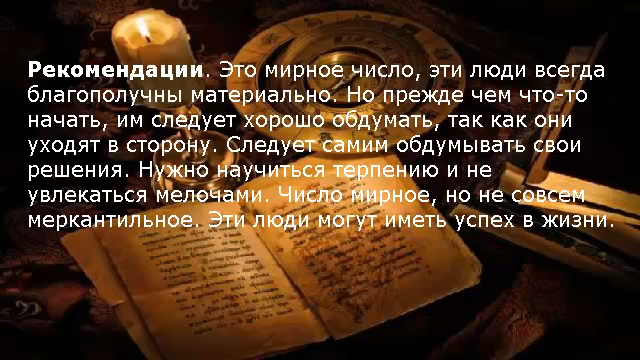 Рекомендации. Это мирное число, эти люди всегда
благополучны материально. Но прежде чем что-то
начать, им следует хорошо обдумать, так как они
уходят в сторону. Следует самим обдумывать свои
решения. Нужно научиться терпению и не
увлекаться мелочами. Число мирное, но не совсем
меркантильное. Эти люди могут иметь успех в жизни.